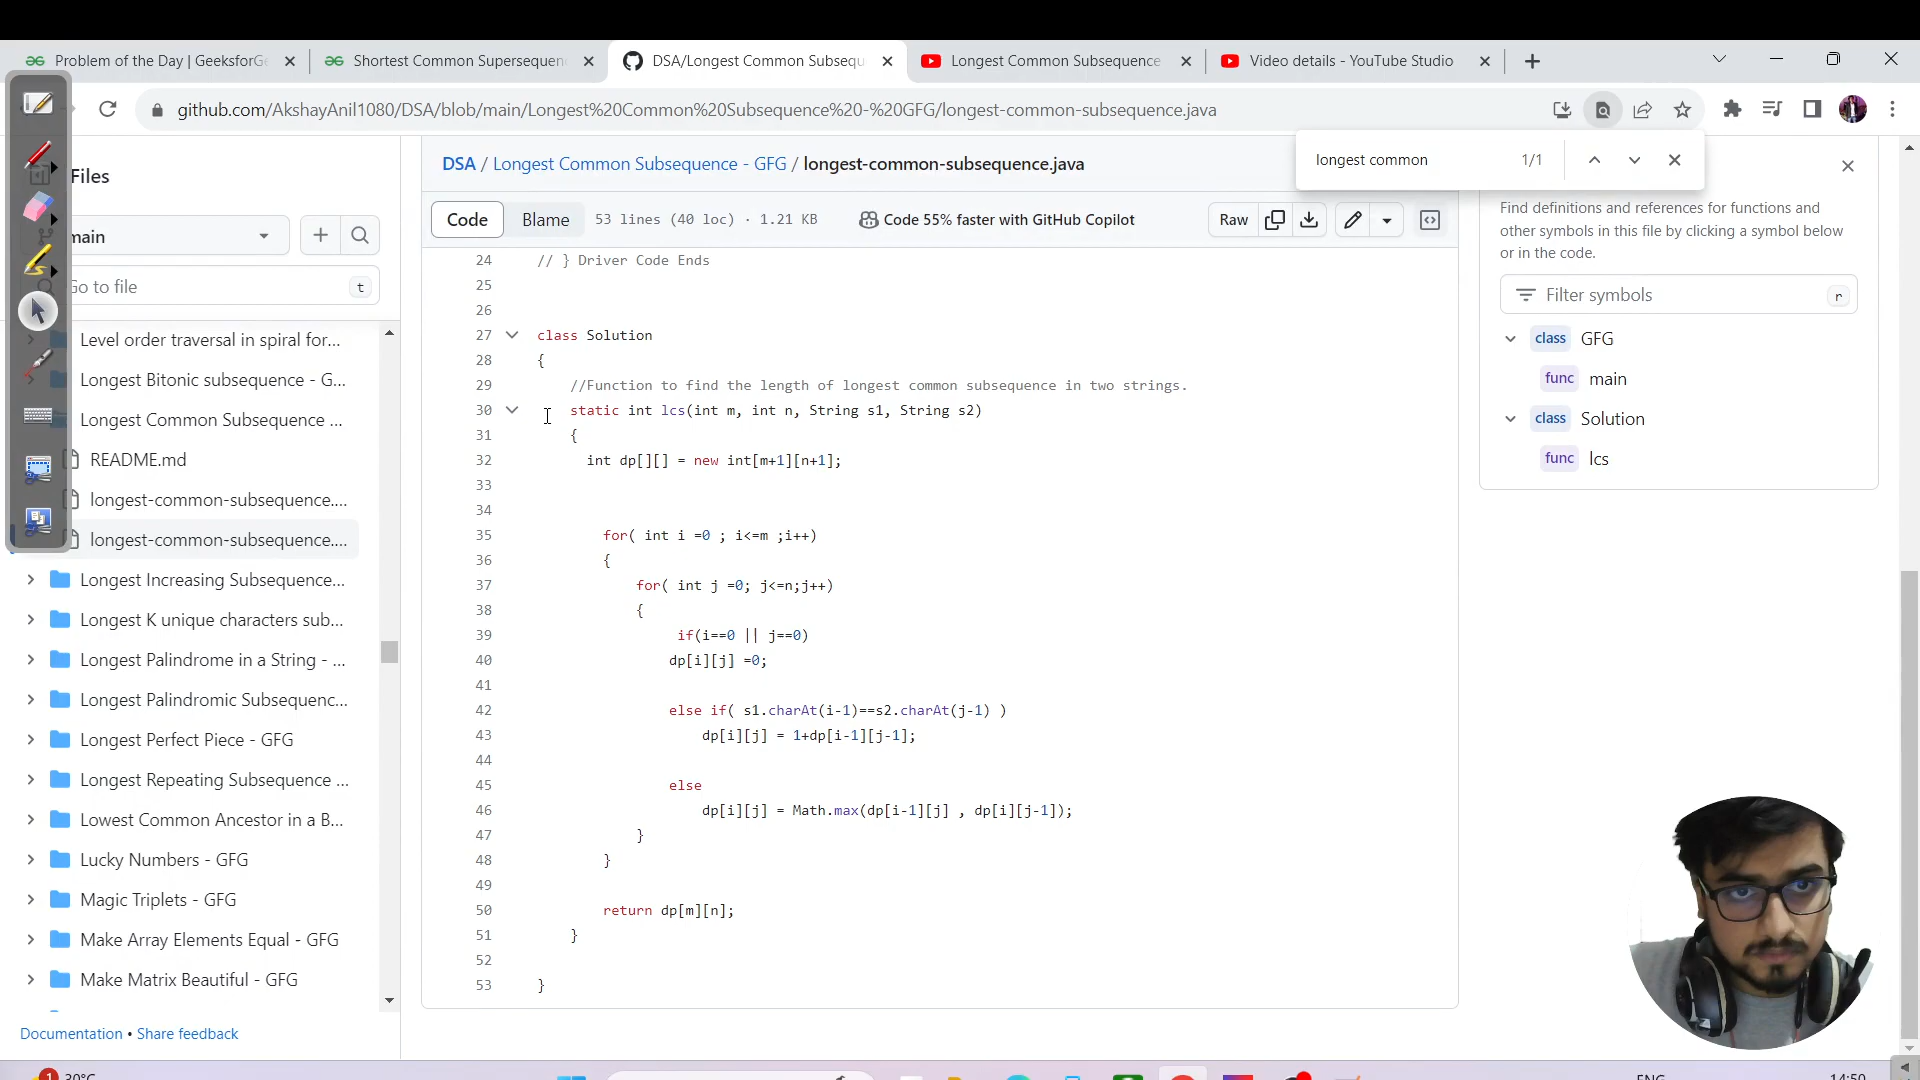 Problem of the Day | GeeksforGe
Shortest Common Supersequen
DSA/Longest Common Subsequ
Longest Common Subsequence
Video details - YouTube Studio
github.com/AkshayAnil1080/DSA/blob/main/Longest%20Common%20Subsequence%20-%20GFG/longest-common-subsequence.java
longest common 1/1
Files
main
Go to file t
Level order traversal in spiral for...
Longest Bitonic subsequence - G...
Longest Common Subsequence ...
README.md
longest-common-subsequence....
longest-common-subsequence....
Longest Increasing Subsequence...
Longest K unique characters sub...
Longest Palindrome in a String - ...
Longest Palindromic Subsequenc...
Longest Perfect Piece - GFG
Longest Repeating Subsequence ...
Lowest Common Ancestor in a B...
Lucky Numbers - GFG
Magic Triplets - GFG
Make Array Elements Equal - GFG
Make Matrix Beautiful - GFG
Documentation • Share feedback
DSA / Longest Common Subsequence - GFG / longest-common-subsequence.java
Code Blame 53 lines (40 loc) · 1.21 KB Code 55% faster with GitHub Copilot Raw
24 // } Driver Code Ends
25
26
27 class Solution
28 {
29 //Function to find the length of longest common subsequence in two strings.
30 static int lcs(int m, int n, String s1, String s2)
31 {
32 int dp[][] = new int[m+1][n+1];
33
34
35 for( int i =0 ; i<=m ;i++)
36 {
37 for( int j =0; j<=n;j++)
38 {
39 if(i==0 || j==0)
40 dp[i][j] =0;
41
42 else if( s1.charAt(i-1)==s2.charAt(j-1) )
43 dp[i][j] = 1+dp[i-1][j-1];
44
45 else
46 dp[i][j] = Math.max(dp[i-1][j] , dp[i][j-1]);
47 }
48 }
49
50 return dp[m][n];
51 }
52
53 }
Find definitions and references for functions and
other symbols in this file by clicking a symbol below
or in the code.
Filter symbols r
class GFG
func main
class Solution
func lcs
1 30°C
ENG
14:50